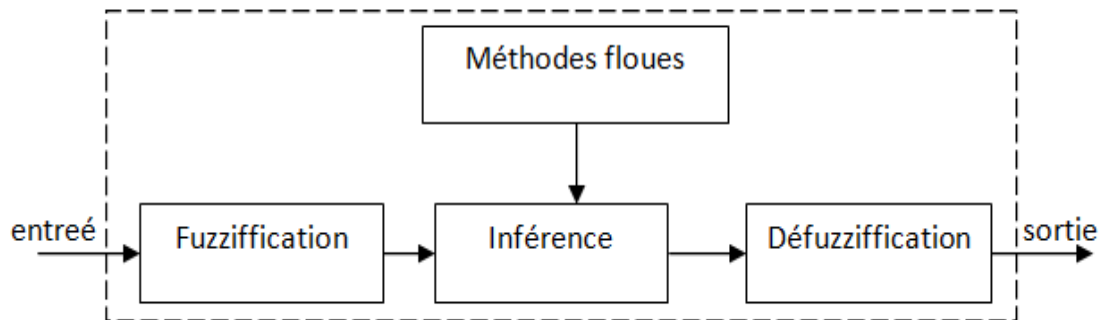 Méthodes floues
entreé
Fuzziffication
Inférence
Défuzziffication
sortie